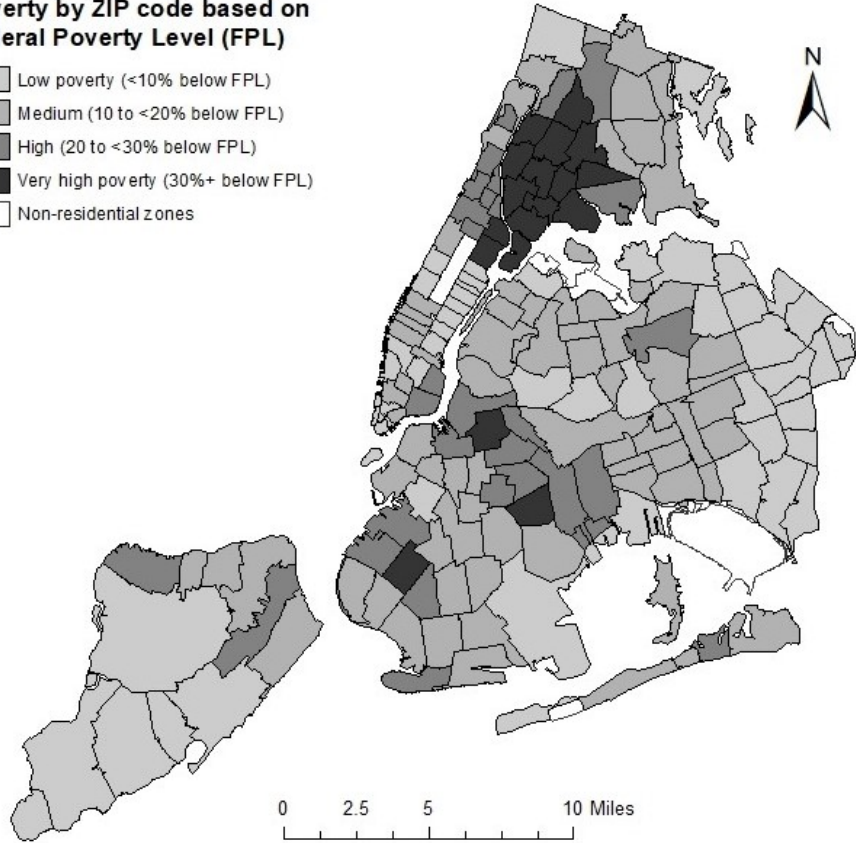 verty by ZIP code based on
eral Poverty Level (FPL)
Low poverty (<10% below FPL)
Medium (10 to <20% below FPL)
High (20 to <30% below FPL)
Very high poverty (30%+ below FPL)
Non-residential zones
N
0 2.5 5 10 Miles